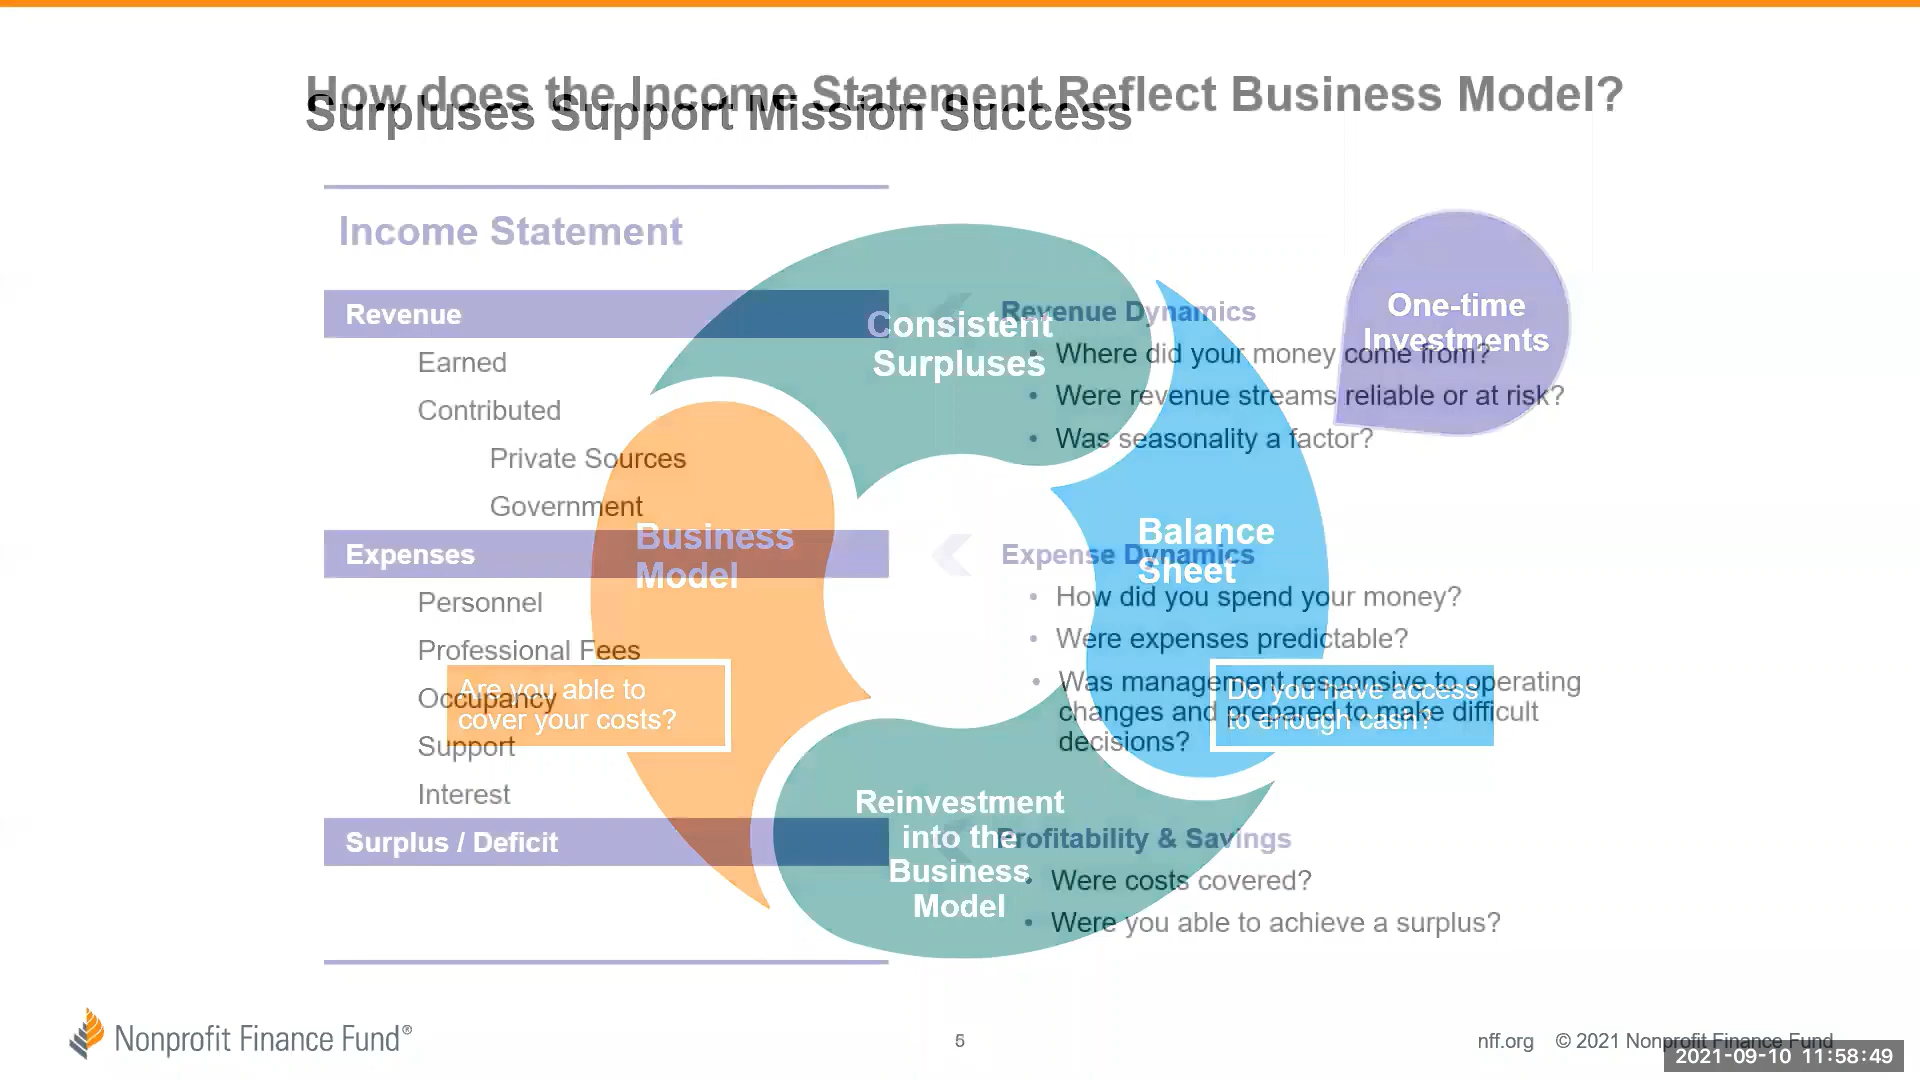 How does the Income Statement Reflect Business Model?
Surpluses Support Mission Success
Income Statement
Revenue
Earned
Contributed
Private Sources
Government
Expenses
Personnel
Professional Fees
Occupancy
Support
Interest
Surplus / Deficit
Revenue Dynamics
• Where did your money come from?
• Were revenue streams reliable or at risk?
• Was seasonality a factor?
Expense Dynamics
• How did you spend your money?
• Were expenses predictable?
• Was management responsive to operating
changes and prepared to make difficult
decisions?
Profitability & Savings
• Were costs covered?
• Were you able to achieve a surplus?
Consistent
Surpluses
One-time
Investments
Business
Model
Balance
Sheet
Are you able to
cover your costs?
Do you have access
to enough cash?
Reinvestment
into the
Business
Model
Nonprofit Finance Fund®
5
nff.org © 2021 Nonprofit Finance Fund
2021-09-10 11:58:49